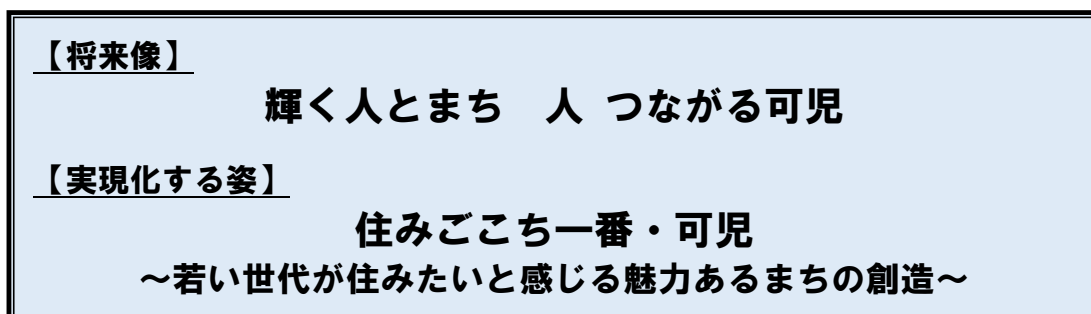 【将来像】
輝く人とまち　人 つながる可児
【実現化する姿】
住みごこち一番・可児
～若い世代が住みたいと感じる魅力あるまちの創造～